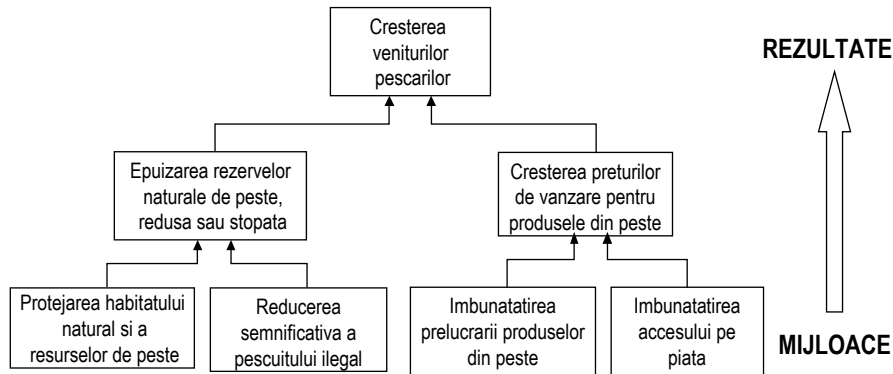 Cresterea
veniturilor
pescarilor
REZULTATE
Epuizarea rezervelor
naturale de peste,
redusa sau stopata
Cresterea preturilor
de vanzare pentru
produsele din peste
Protejarea habitatului
natural si a
resurselor de peste
Reducerea
semnificativa a
pescuitului ilegal
Imbunatatirea
prelucrarii produselor
din peste
Imbunatatirea
accesului pe
piata
MIJLOACE